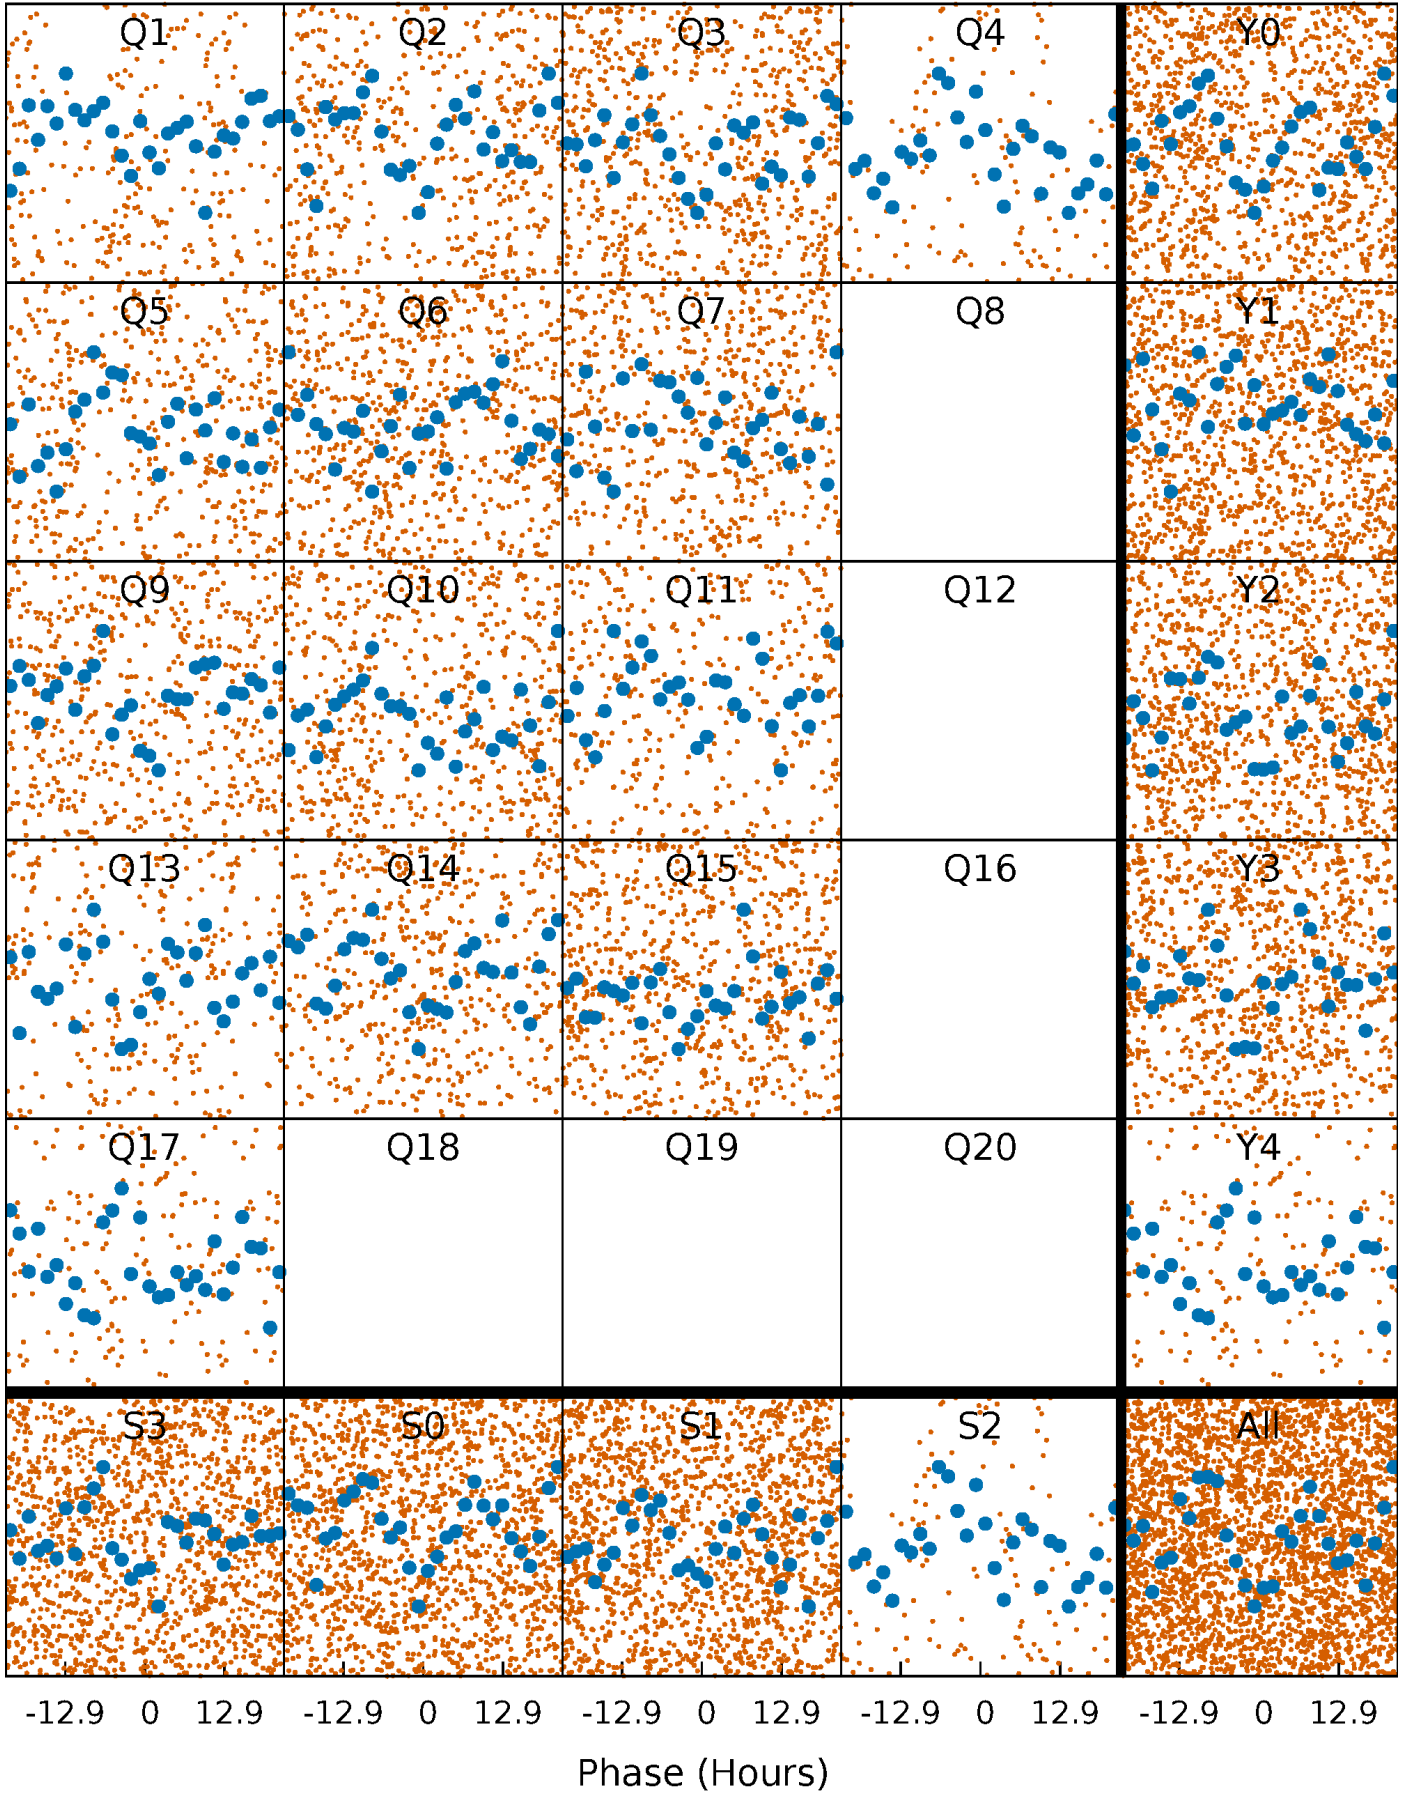 Q1 Q2 Q3 Q4 Y0
Q5 Q6 Q7 Q8 Y1
Q9 Q10 Q11 Q12 Y2
Q13 Q14 Q15 Q16 Y3
Q17 Q18 Q19 Q20 Y4
S3 S0 S1 S2 All
-12.9 0 12.9 -12.9 0 12.9 -12.9 0 12.9 -12.9 0 12.9 -12.9 0 12.9
Phase (Hours)